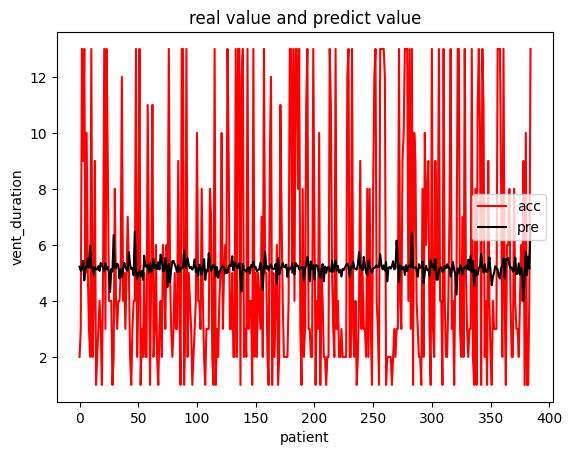 real value and predict value
vent_duration
12
10
8
6
4
2
acc
pre
0 50 100 150 200 250 300 350 400
patient